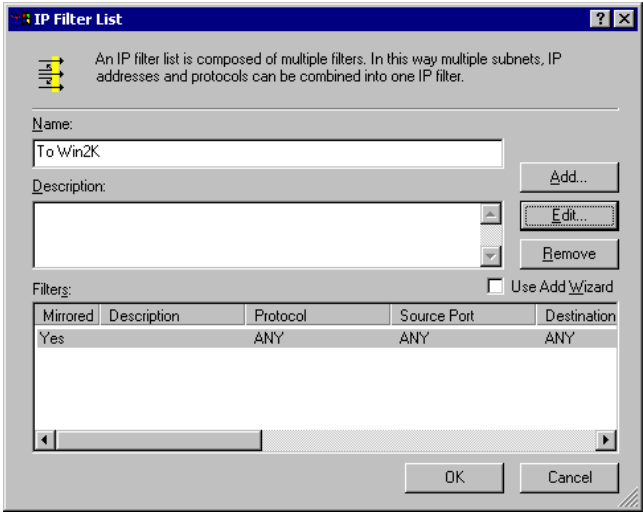 IP Filter List
An IP filter list is composed of multiple filters. In this way multiple subnets, IP
addresses and protocols can be combined into one IP filter.
Name:
To Win2K
Add...
Description:
Edit...
Remove
Filters:
Use Add Wizard
Mirrored Description Protocol Source Port Destination
Yes ANY ANY ANY
OK Cancel